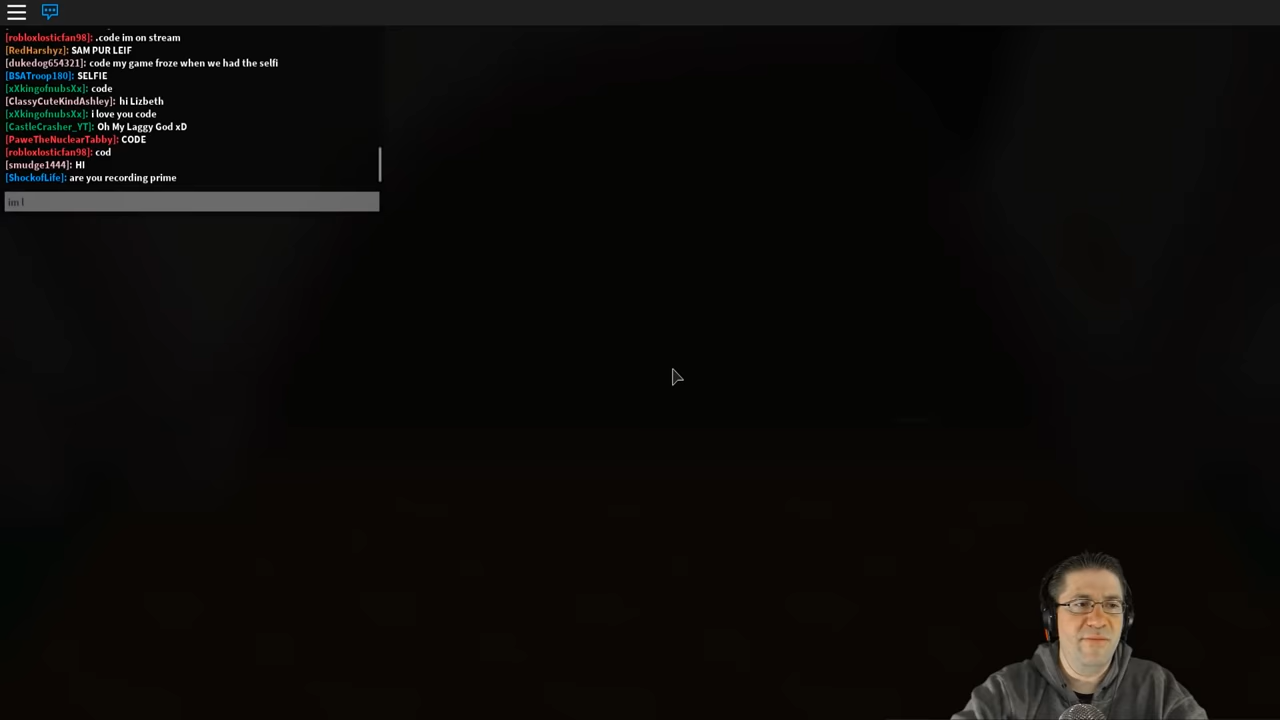 [robloxlosticfan98]: .code im on stream
[RedHarshyz]: SAM PUR LEIF
[dukedog654321]: code my game froze when we had the selfi
[BSATroop180]: SELFIE
[xXkingofnubsXx]: code
[ClassyCuteKindAshley]: hi Lizbeth
[xXkingofnubsXx]: i love you code
[CastleCrasher_YT]: Oh My Laggy God xD
[PaweTheNuclearTabby]: CODE
[robloxlosticfan98]: cod
[smudge1444]: HI
[ShockofLife]: are you recording prime
im l